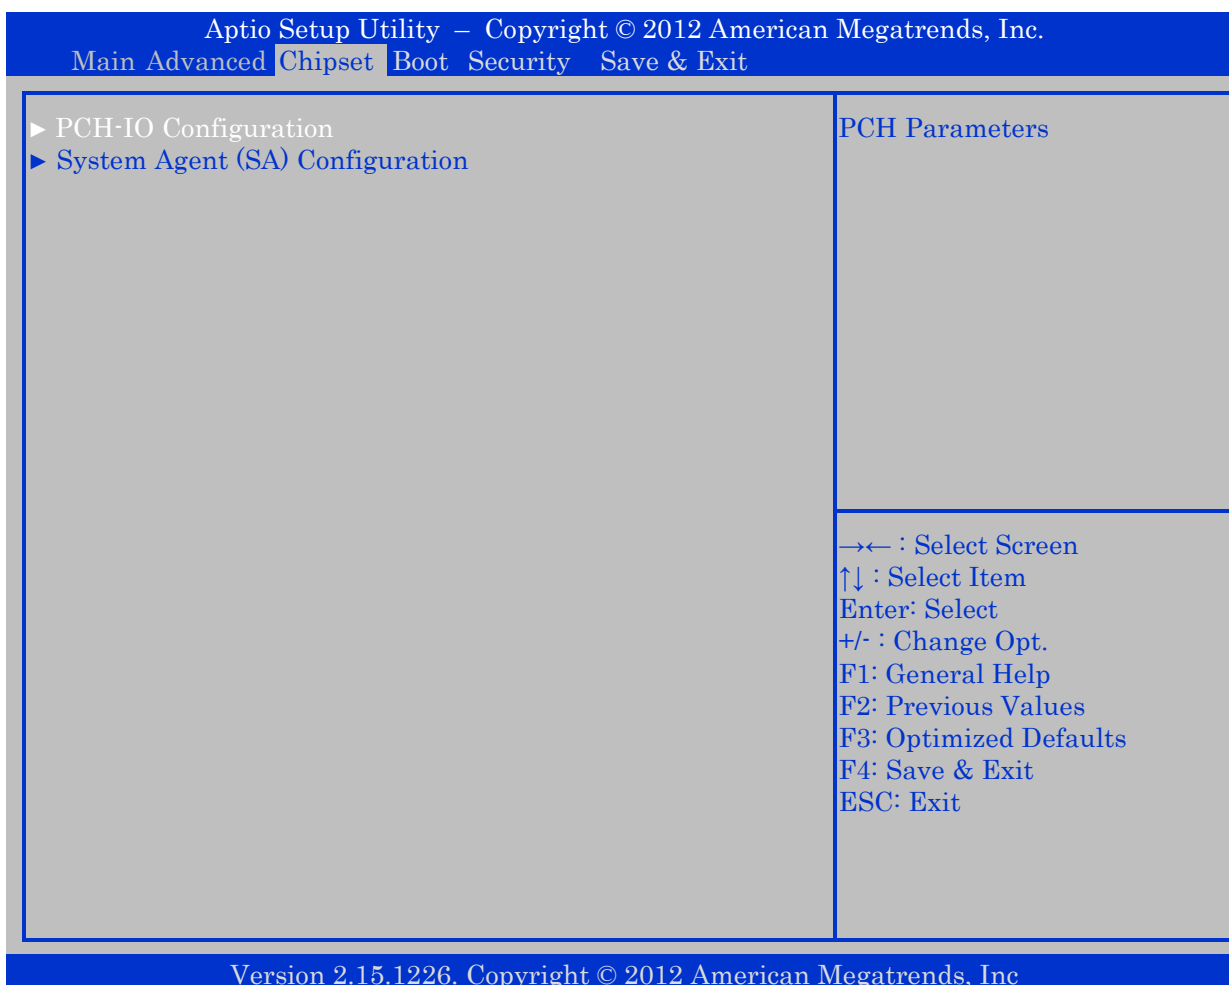 Aptio Setup Utility – Copyright © 2012 American Megatrends, Inc.
Main Advanced Chipset Boot Security Save & Exit
► PCH-IO Configuration
► System Agent (SA) Configuration
PCH Parameters
→← : Select Screen
↑↓ : Select Item
Enter: Select
+/- : Change Opt.
F1: General Help
F2: Previous Values
F3: Optimized Defaults
F4: Save & Exit
ESC: Exit
Version 2.15.1226. Copyright © 2012 American Megatrends, Inc